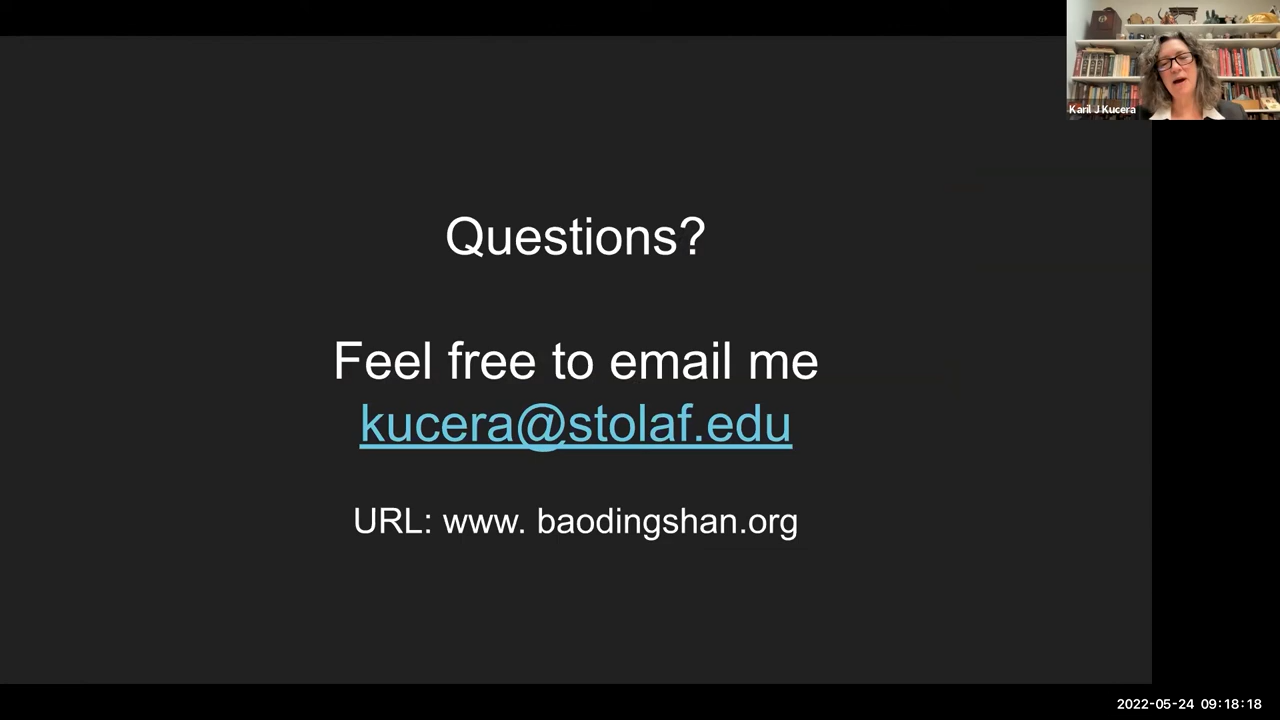 Karil J Kucera
Questions?
Feel free to email me
kucera@stolaf.edu
URL: www. baodingshan.org
2022-05-24 09:18:18